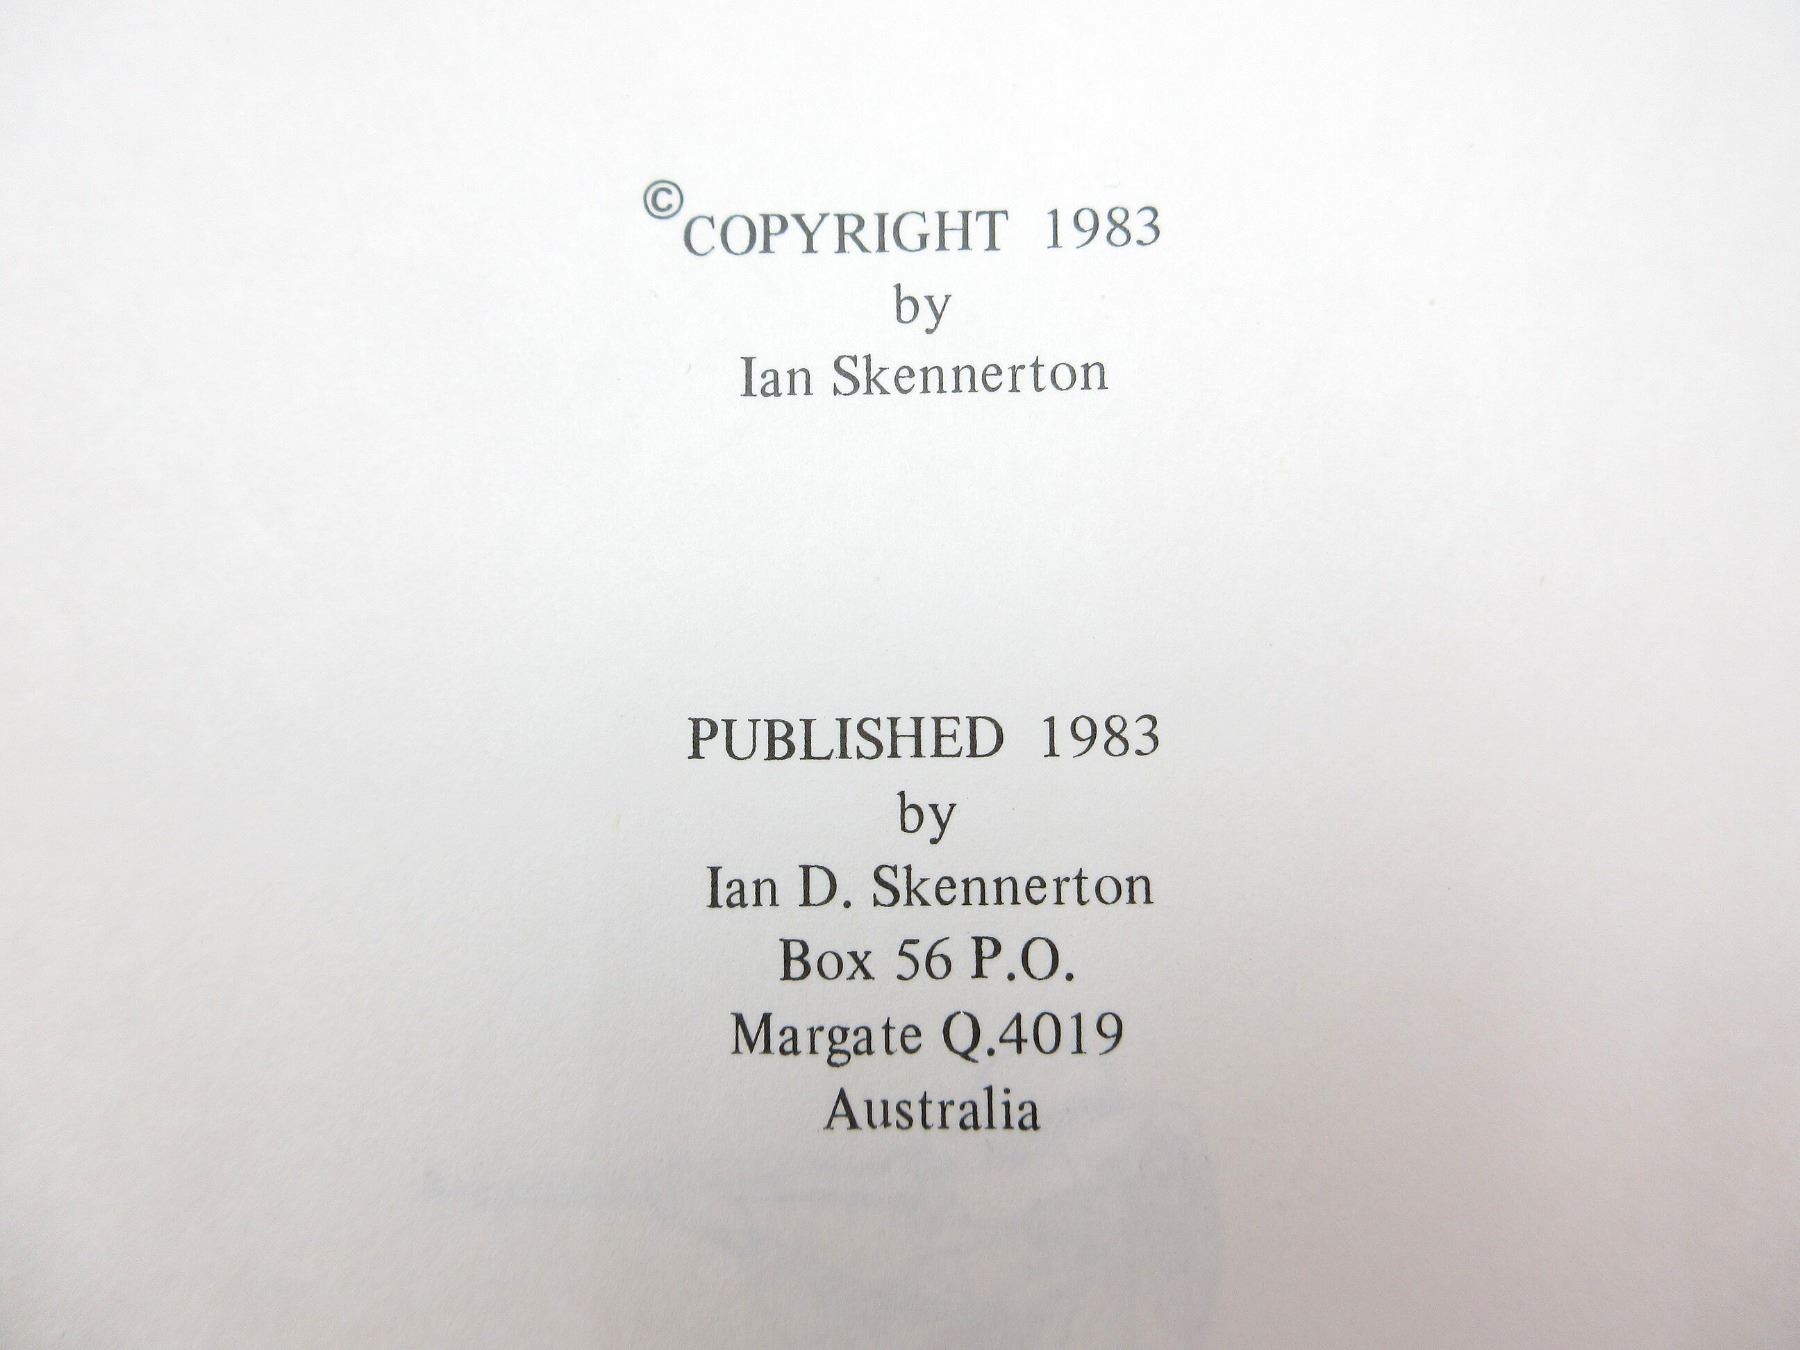 ©COPYRIGHT 1983
by
Ian Skennerton
PUBLISHED 1983
by
Ian D. Skennerton
Box 56 P.O.
Margate Q.4019
Australia